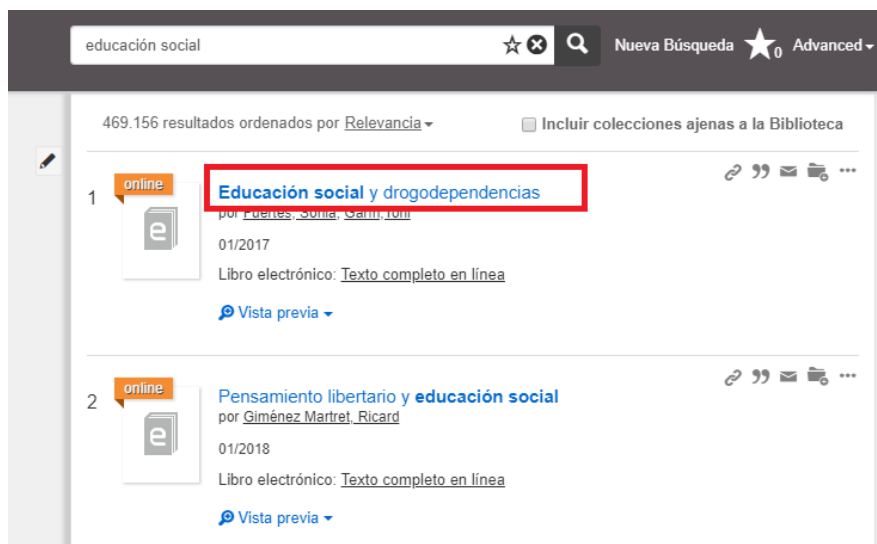 educación social
Nueva Búsqueda 0 Advanced
469.156 resultados ordenados por Relevancia
Incluir colecciones ajenas a la Biblioteca
1
online
e
Educación social y drogodependencias
por Fuertes, Sonia, Garín, Toni
01/2017
Libro electrónico: Texto completo en línea
Vista previa
2
online
e
Pensamiento libertario y educación social
por Giménez Martret, Ricard
01/2018
Libro electrónico: Texto completo en línea
Vista previa